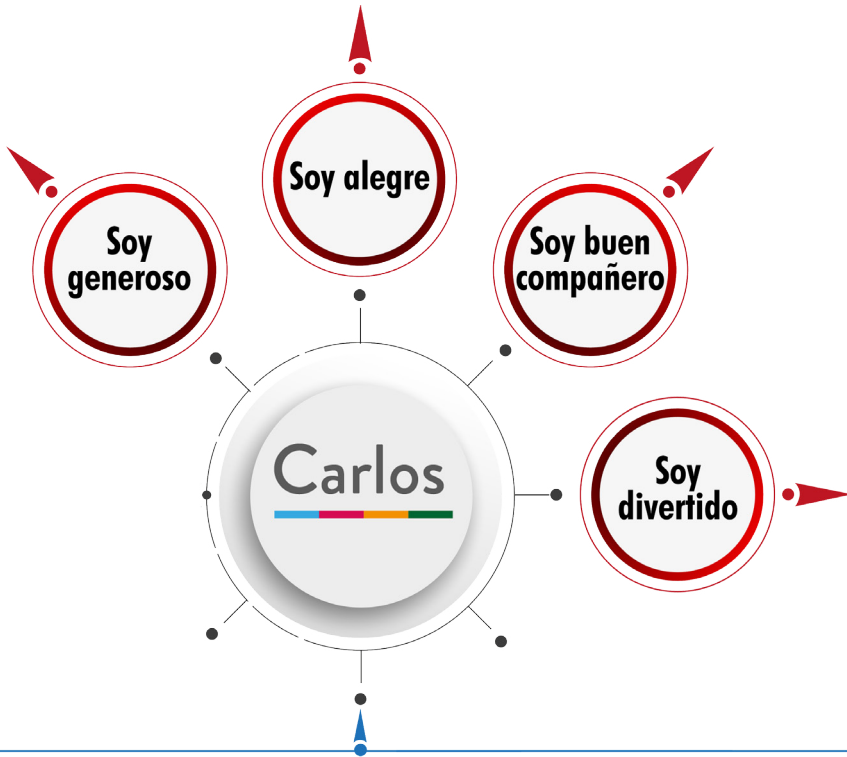 Soy alegre
Soy
generoso
Soy buen
compañero
Carlos
Soy
divertido